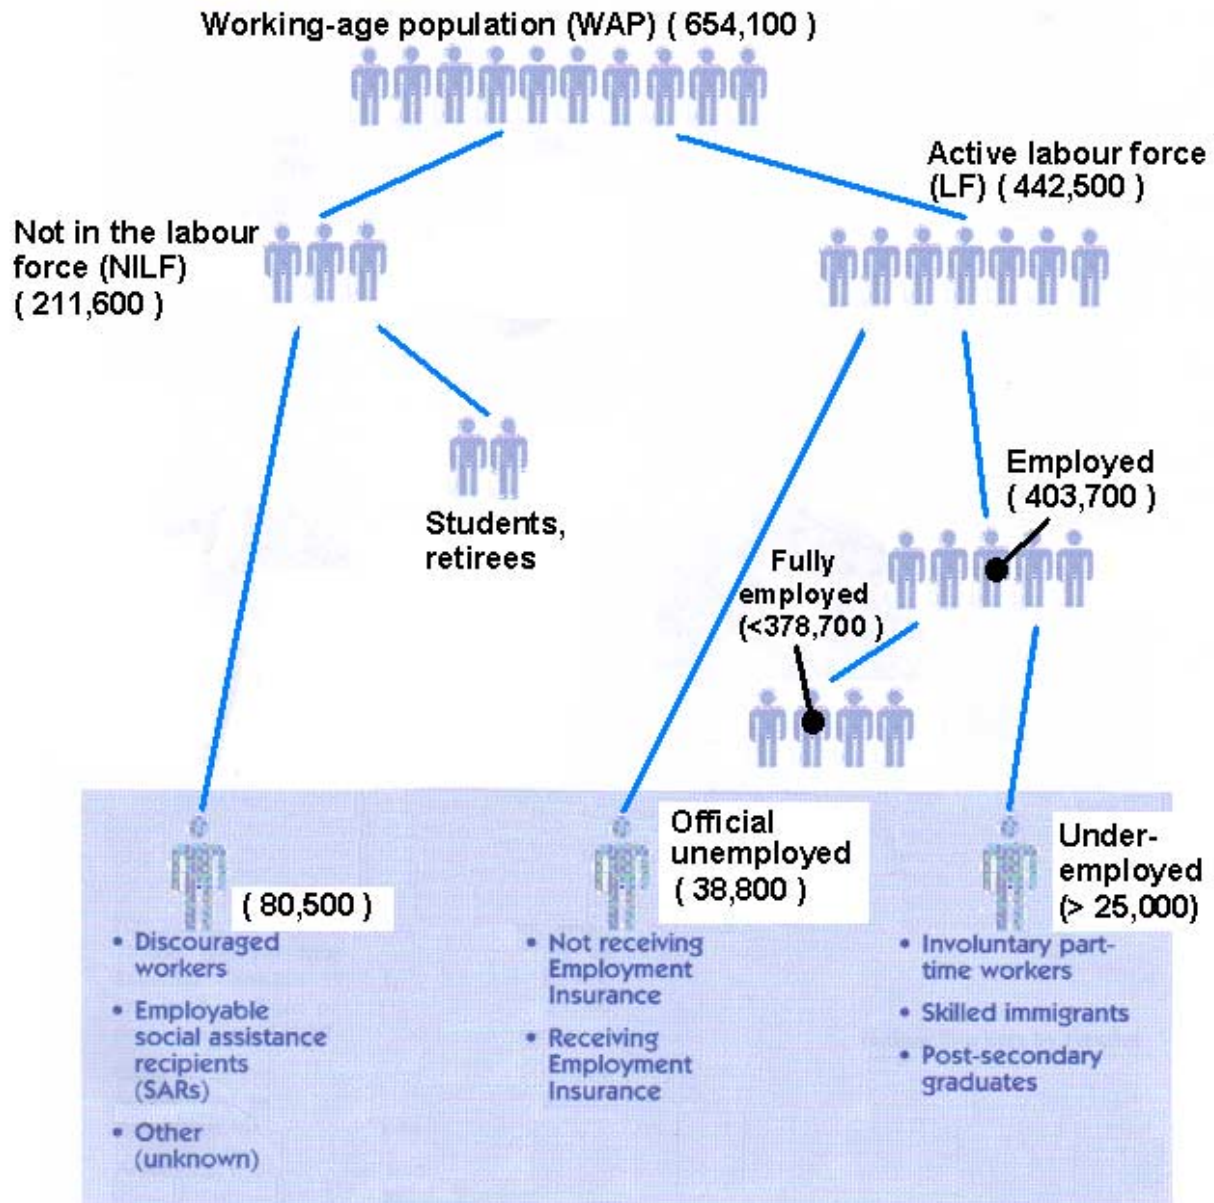 Working-age population (WAP) ( 654,100 )
Active labour force
(LF) ( 442,500 )
Not in the labour
force (NILF)
( 211,600 )
Students,
retirees
Employed
( 403,700 )
Fully
employed
(<378,700 )
( 80,500 )
• Discouraged
workers
• Employable
social assistance
recipients
(SARs)
• Other
(unknown)
Official
unemployed
( 38,800 )
• Not receiving
Employment
Insurance
• Receiving
Employment
Insurance
Under-
employed
(> 25,000)
• Involuntary part-
time workers
• Skilled immigrants
• Post-secondary
graduates